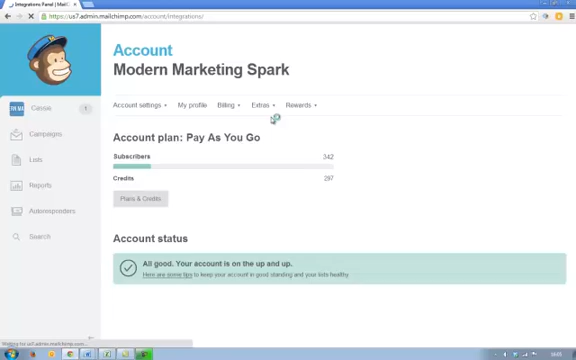 Integrations Panel | Mailc
https://us7.admin.mailchimp.com/account/integrations/
Account
Modern Marketing Spark
Account settings My profile Billing Extras Rewards
Classie 1
Campaigns
Lists
Reports
Autoresponders
Search
Account plan: Pay As You Go
Subscribers 342
Credits 297
Plans & Credits
Account status
All good. Your account is on the up and up.
Here are some tips to keep your account in good standing and your lists healthy.
Waiting for us7.admin.mailchimp.com...